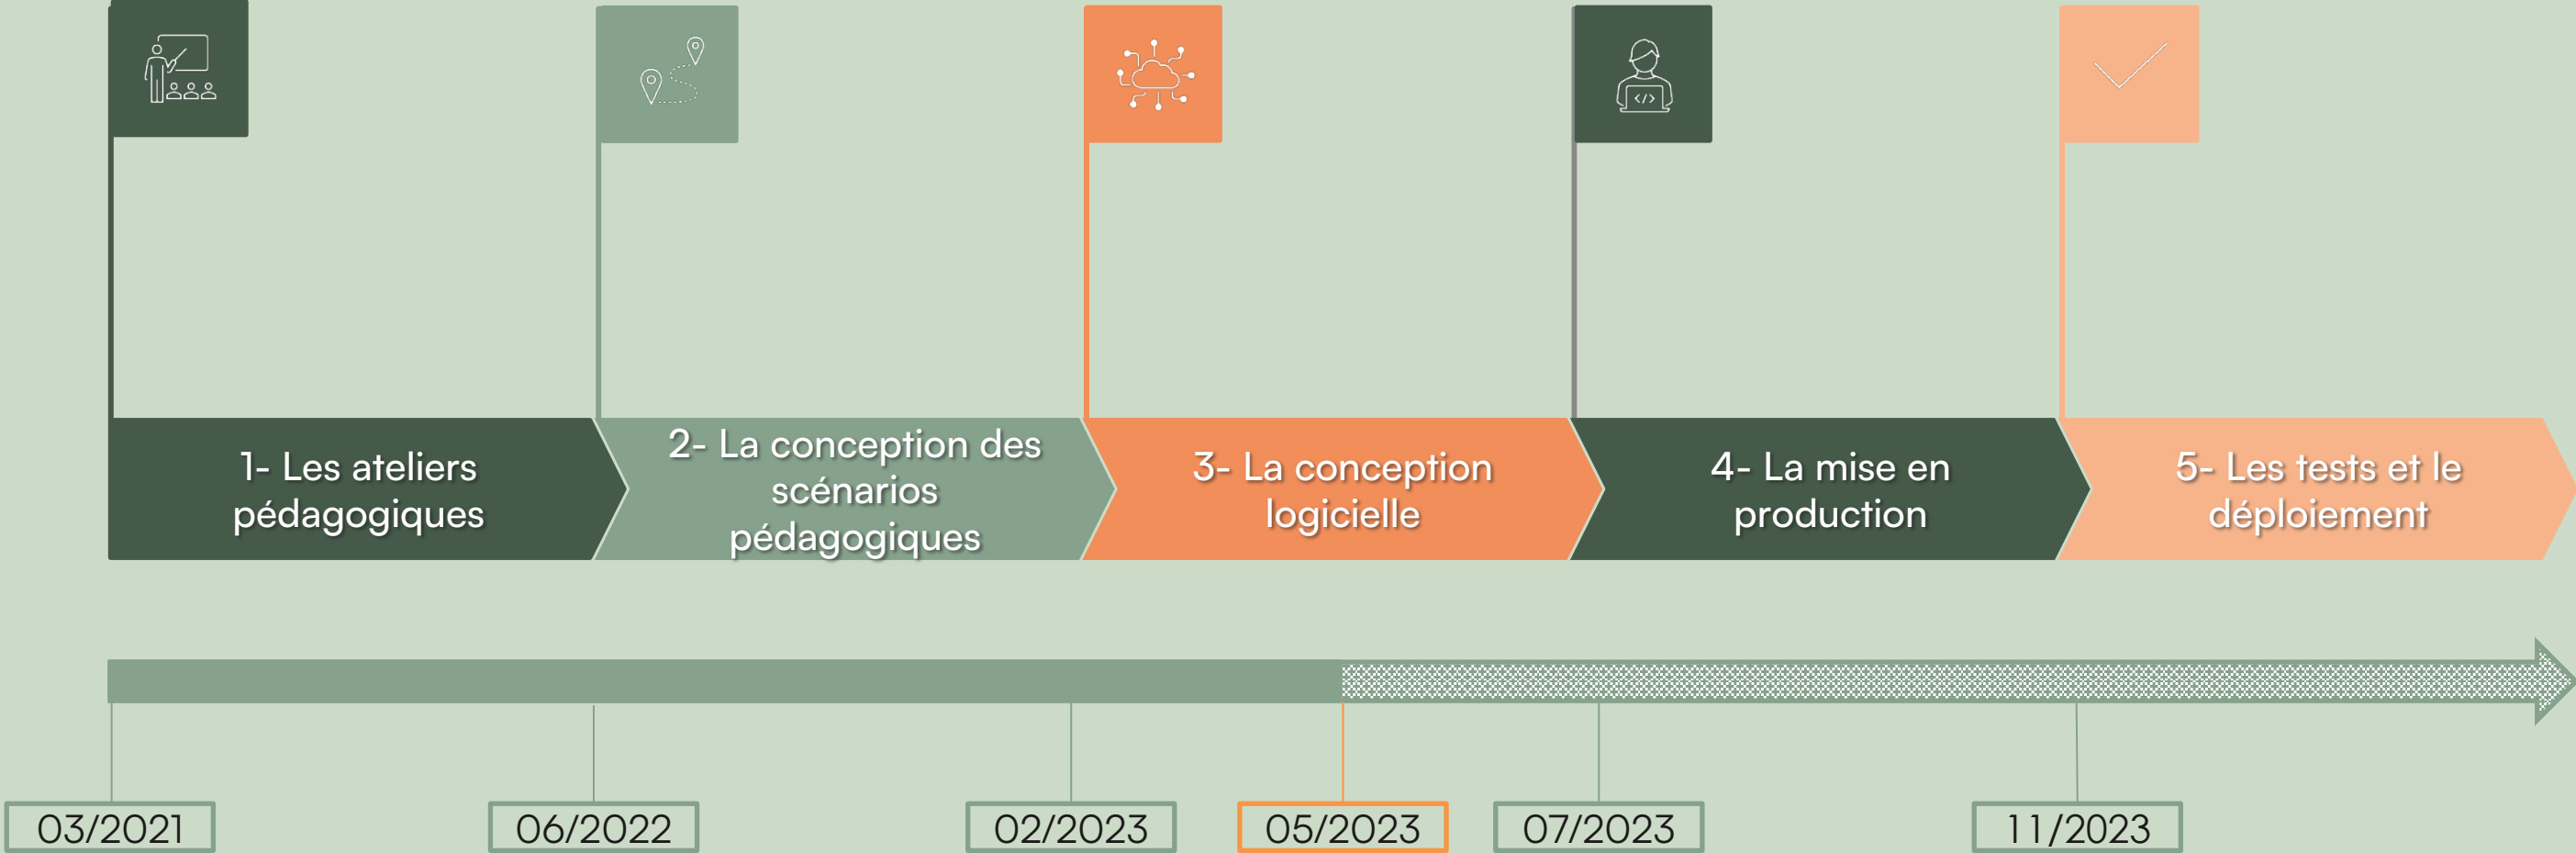 </>
1- Les ateliers
pédagogiques
2- La conception des
scénarios
pédagogiques
3- La conception
logicielle
4- La mise en
production
5- Les tests et le
déploiement
03/2021
06/2022
02/2023
05/2023
07/2023
11/2023